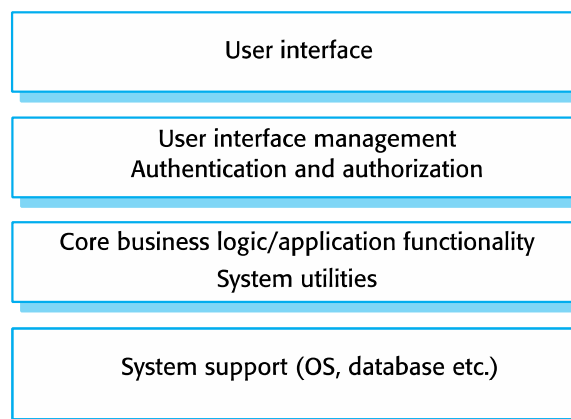 User interface
User interface management
Authentication and authorization
Core business logic/application functionality
System utilities
System support (OS, database etc.)